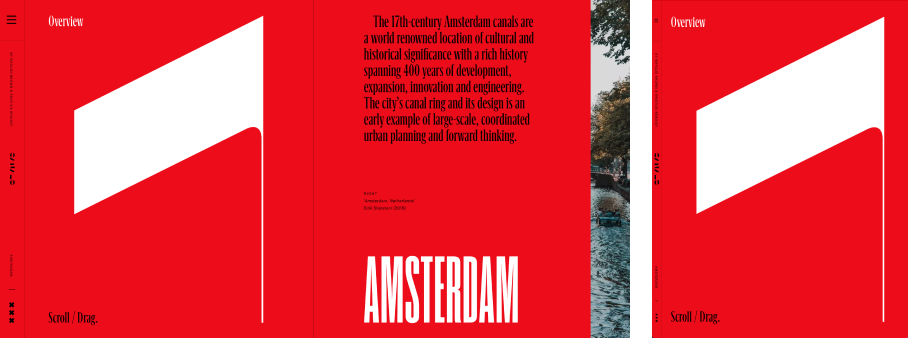 Overview
The 17th-century Amsterdam canals are
a world renowned location of cultural and
historical significance with a rich history
spanning 400 years of development,
expansion, innovation and engineering.
The city's canal ring and its design is an
early example of large-scale, coordinated
urban planning and forward thinking.
Amsterdam, Netherlands
AMSTERDAM
Scroll / Drag.
Overview
Scroll / Drag.